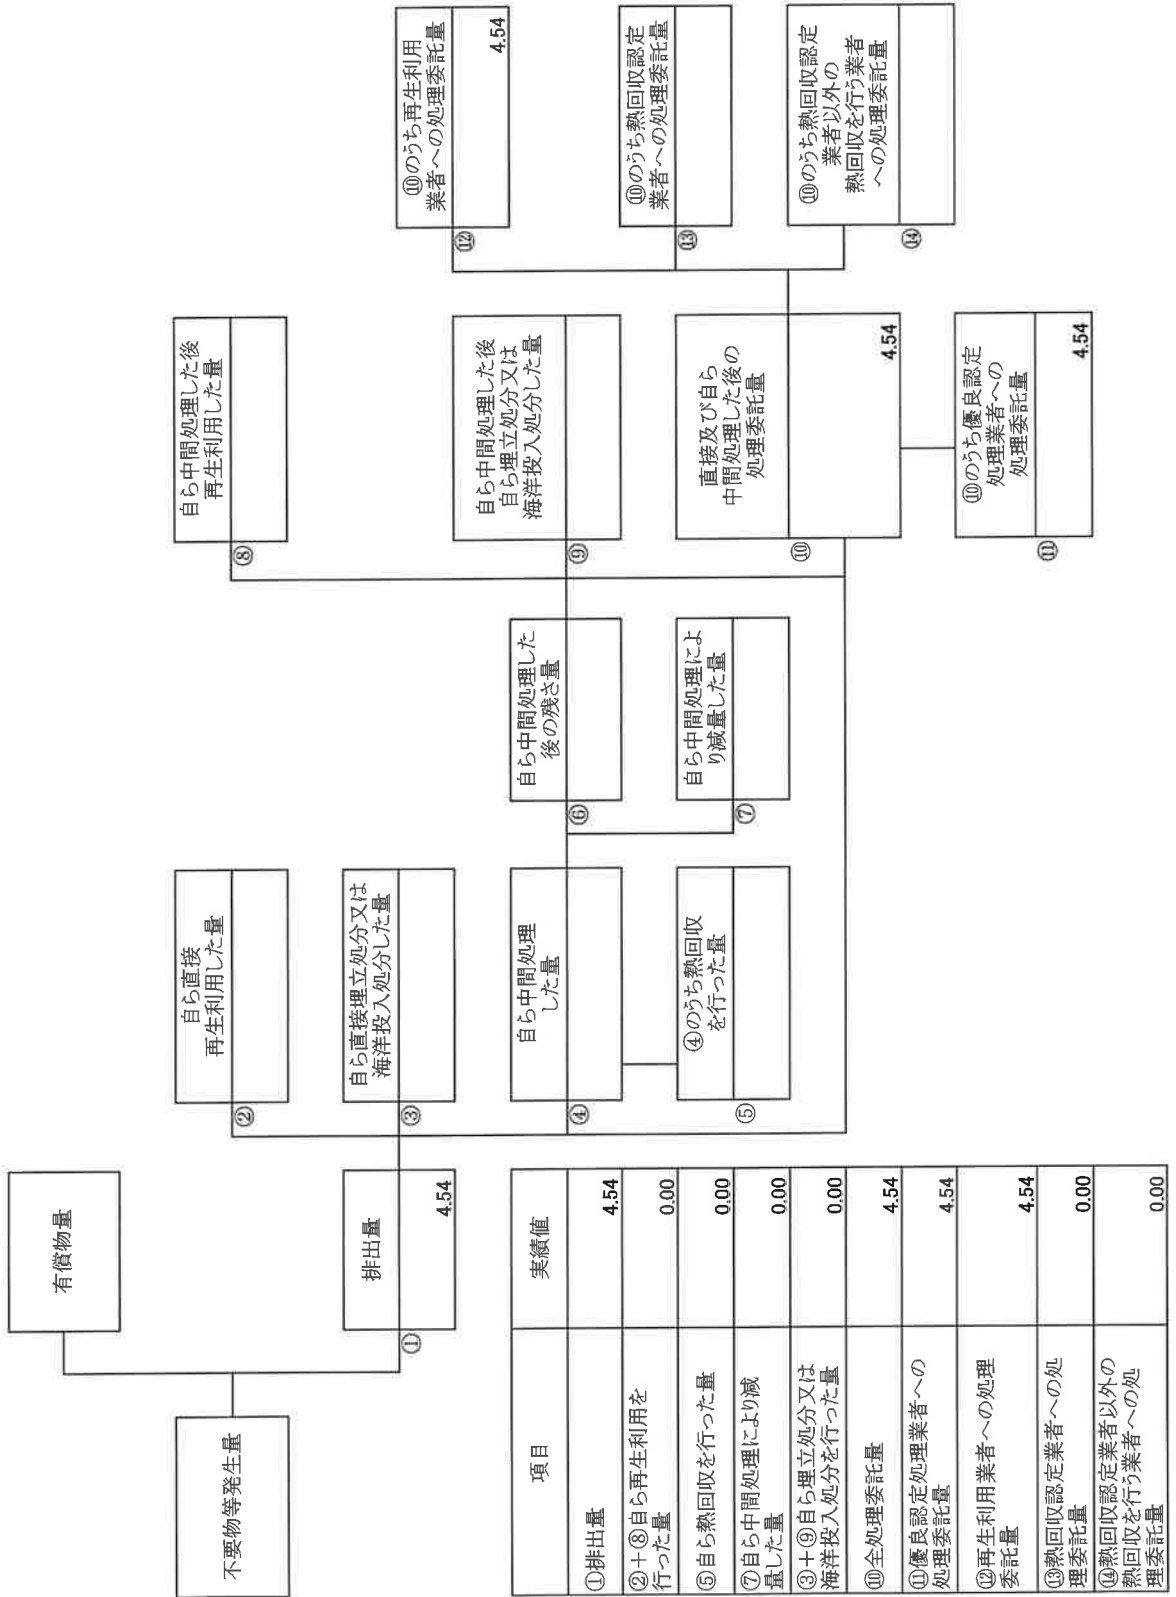 不要物等発生量
有償物量
排出量
①
4.54
自ら直接
再生利用した量
②
自ら直接埋立処分又は
海洋投入処分した量
③
自ら中間処理
した量
④
④のうち熱回収
を行った量
⑤
自ら中間処理した
後の残さ量
⑥
自ら中間処理によ
り減量した量
⑦
自ら中間処理した後
再生利用した量
⑧
自ら中間処理した後
自ら埋立処分又は
海洋投入処分した量
⑨
直接及び自ら
中間処理した後の
処理委託量
⑩
4.54
⑩のうち優良認定
処理業者への
処理委託量
⑪
4.54
⑩のうち再生利用
業者への処理委託量
⑫
4.54
⑩のうち熱回収認定
業者への処理委託量
⑬
⑩のうち熱回収認定
業者以外の
熱回収を行う業者
への処理委託量
⑭
項目 実績値
①排出量 4.54
②+⑧自ら再生利用を
行った量 0.00
⑤自ら熱回収を行った量 0.00
⑦自ら中間処理により減
量した量 0.00
③+⑨自ら埋立処分又は
海洋投入処分を行った量 0.00
⑩全処理委託量 4.54
⑪優良認定処理業者への
処理委託量 4.54
⑫再生利用業者への処理
委託量 4.54
⑬熱回収認定業者への処
理委託量 0.00
⑭熱回収認定業者以外の
熱回収を行う業者への処
理委託量 0.00